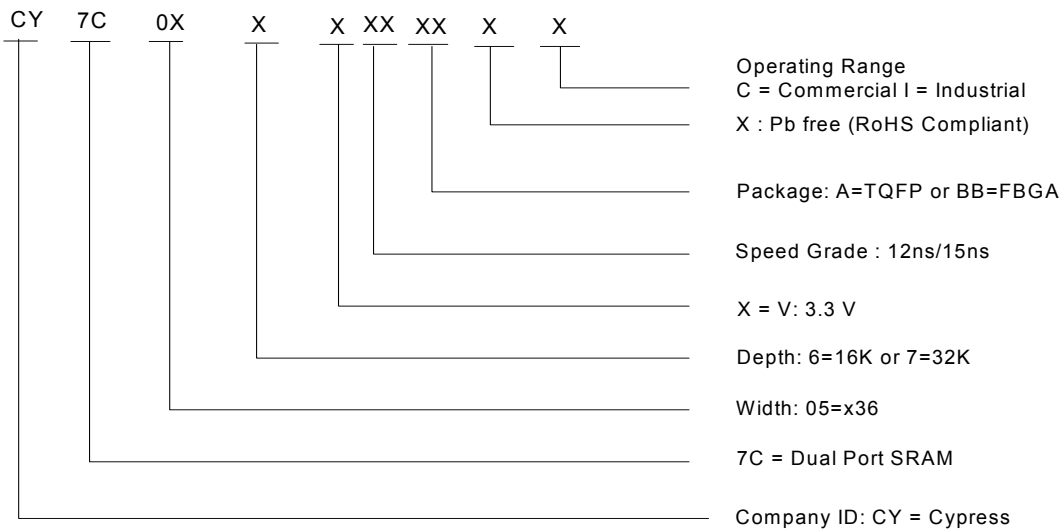 CY 7C 0X X X XX XX X X
Operating Range
C = Commercial I = Industrial
X : Pb free (RoHS Compliant)
Package: A=TQFP or BB=FBGA
Speed Grade : 12ns/15ns
X = V: 3.3 V
Depth: 6=16K or 7=32K
Width: 05=x36
7C = Dual Port SRAM
Company ID: CY = Cypress